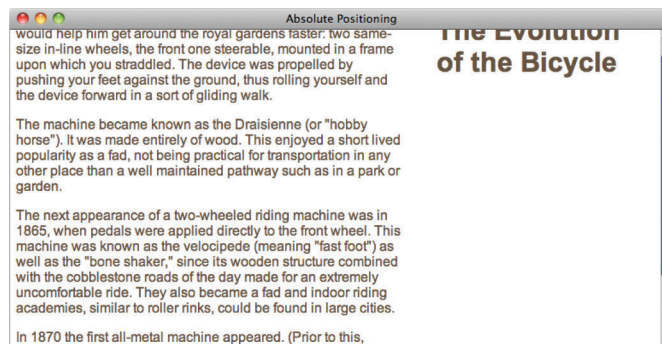 Absolute Positioning
would help him get around the royal gardens faster: two same-
size in-line wheels, the front one steerable, mounted in a frame
upon which you straddled. The device was propelled by
pushing your feet against the ground, thus rolling yourself and
the device forward in a sort of gliding walk.
The machine became known as the Draisienne (or "hobby
horse"). It was made entirely of wood. This enjoyed a short lived
popularity as a fad, not being practical for transportation in any
other place than a well maintained pathway such as in a park or
garden.
The next appearance of a two-wheeled riding machine was in
1865, when pedals were applied directly to the front wheel. This
machine was known as the velocipede (meaning "fast foot") as
well as the "bone shaker," since its wooden structure combined
with the cobblestone roads of the day made for an extremely
uncomfortable ride. They also became a fad and indoor riding
academies, similar to roller rinks, could be found in large cities.
In 1870 the first all-metal machine appeared. (Prior to this,
The Evolution
of the Bicycle